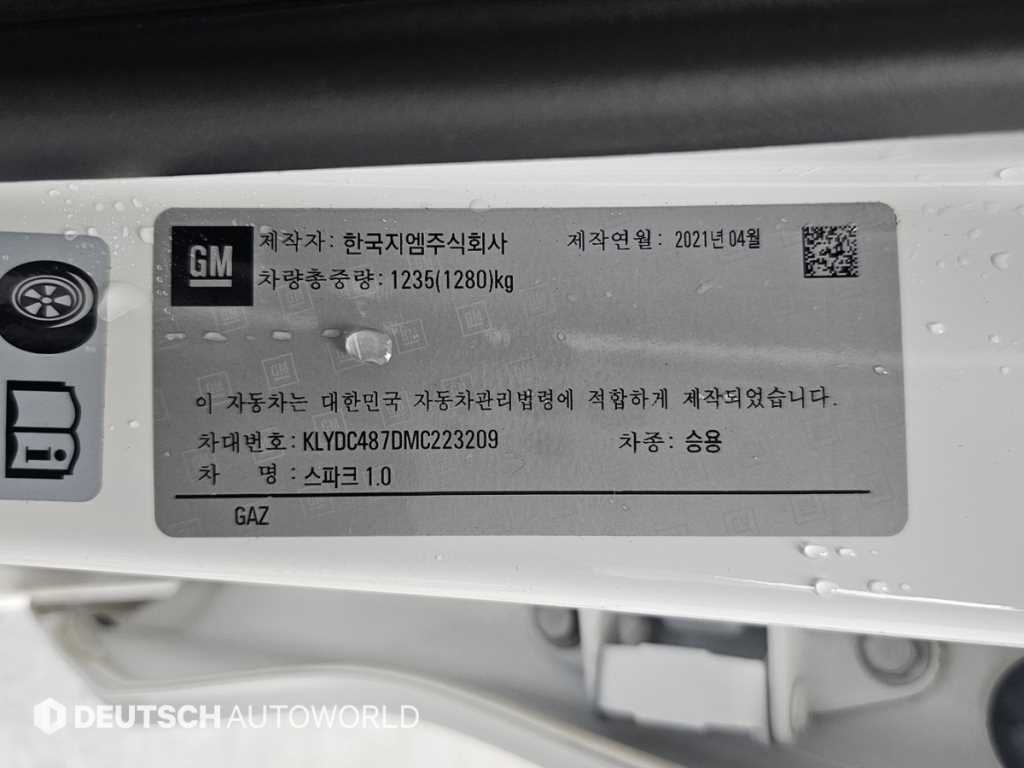 GM 제작자: 한국지엠주식회사 제작연월: 2021년 04월
차량총중량: 1235(1280)kg
이 자동차는 대한민국 자동차관리법령에 적합하게 제작되었습니다.
차대번호: KLYDC487DMC223209 차종: 승용
차 명: 스파크 1.0
GAZ
DEUTSCH AUTOWORLD